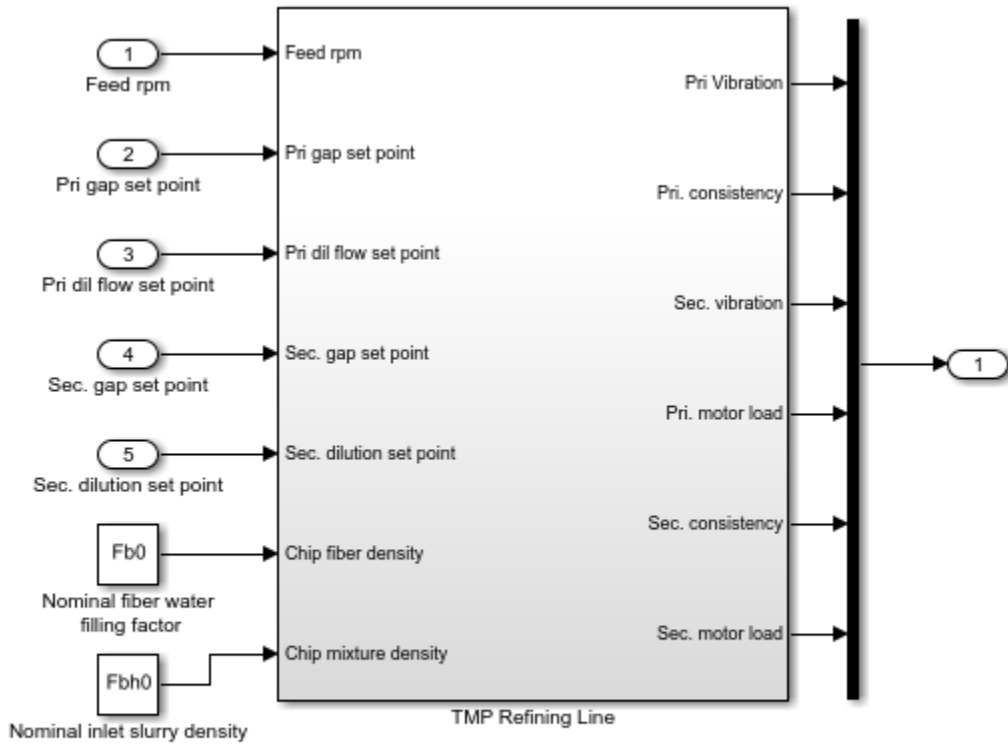 1
Feed rpm
2
Pri gap set point
3
Pri dil flow set point
4
Sec. gap set point
5
Sec. dilution set point
Fb0
Nominal fiber water
filling factor
Fbh0
Nominal inlet slurry density
Feed rpm
Pri gap set point
Pri dil flow set point
Sec. gap set point
Sec. dilution set point
Chip fiber density
Chip mixture density
Pri Vibration
Pri. consistency
Sec. vibration
Pri. motor load
Sec. consistency
Sec. motor load
TMP Refining Line
1